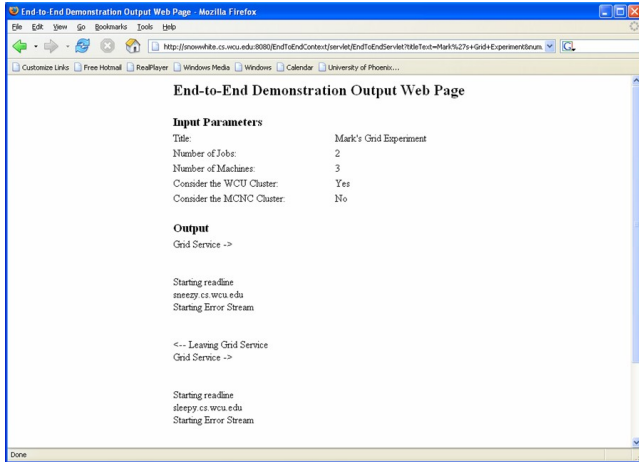 End-to-End Demonstration Output Web Page - Mozilla Firefox
File Edit View Go Bookmarks Tools Help
http://snowwhite.cs.wcu.edu:8080/EndToEndContext/servlet/EndToEndServlet?titleText=Mark%27s+Grid+Experiment&num
Customize Links Free Hotmail RealPlayer Windows Media Windows Calendar University of Phoenix...
End-to-End Demonstration Output Web Page
Input Parameters
Title: Mark's Grid Experiment
Number of Jobs: 2
Number of Machines: 3
Consider the WCU Cluster: Yes
Consider the MCNC Cluster: No
Output
Grid Service ->
Starting readline
sneezy.cs.wcu.edu
Starting Error Stream
<-- Leaving Grid Service
Grid Service ->
Starting readline
sleepy.cs.wcu.edu
Starting Error Stream
Done